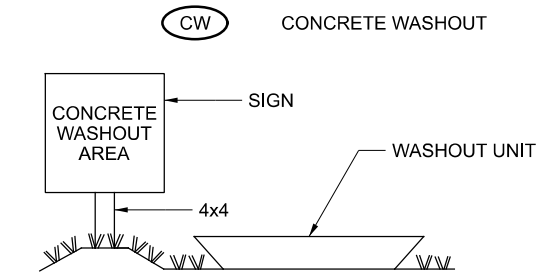 CW CONCRETE WASHOUT
CONCRETE
WASHOUT
AREA
SIGN
WASHOUT UNIT
4x4